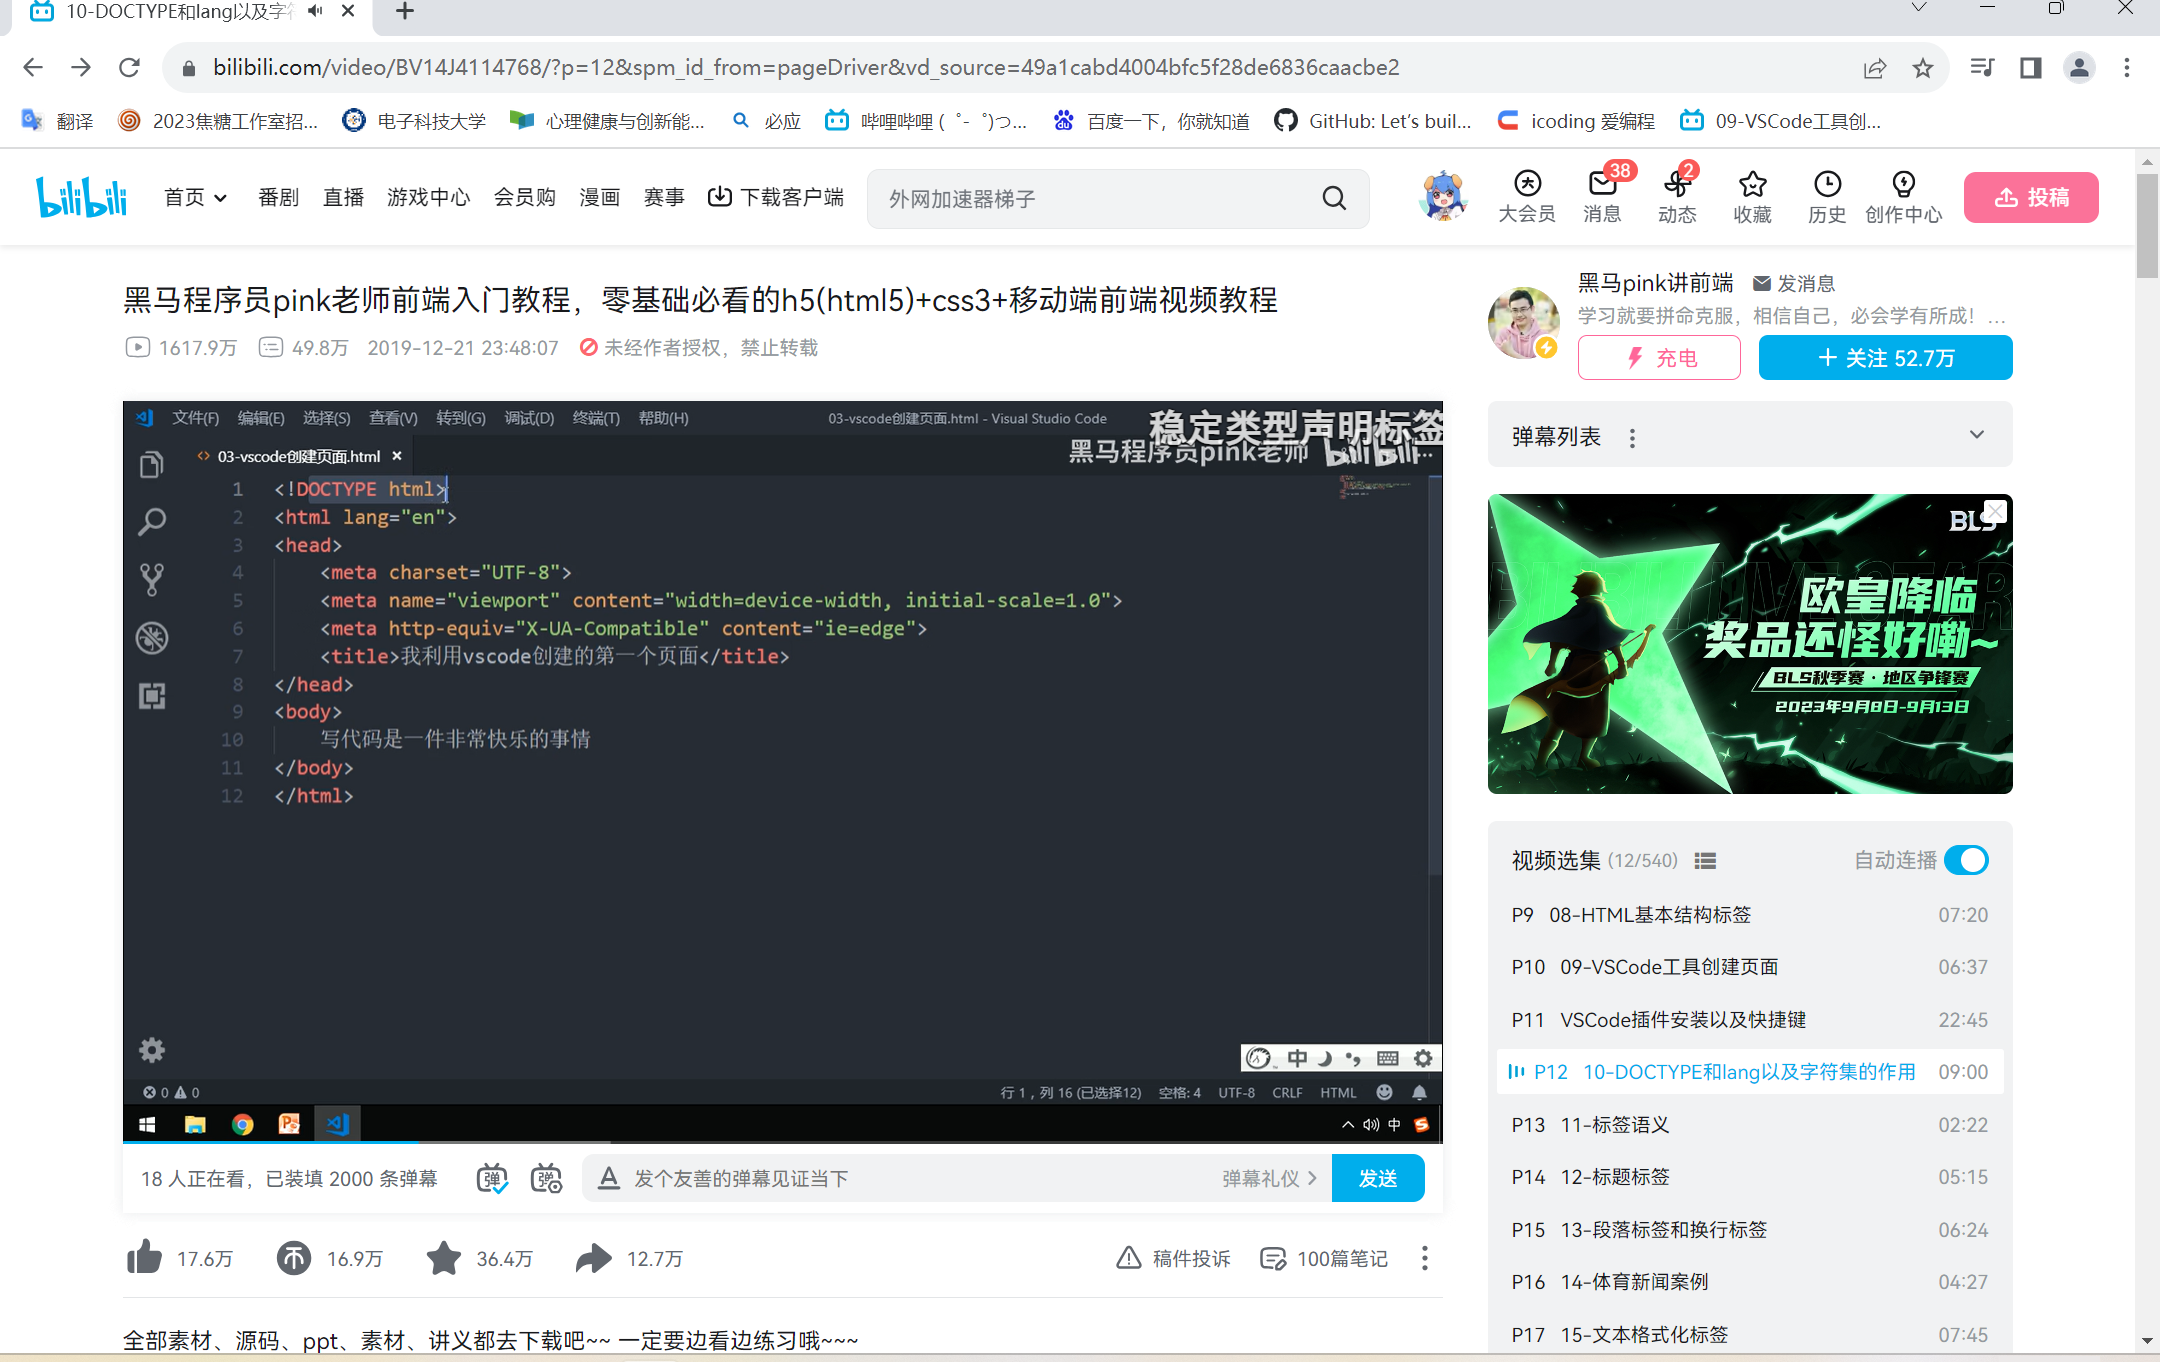 10-DOCTYPE和lang以及字符
bilibili.com/video/BV14J4114768/?p=12&spm_id_from=pageDriver&vd_source=49a1cabd4004bfc5f28de6836caacbe2
翻译
2023焦糖工作室招...
电子科技大学
心理健康与创新能...
必应
哔哩哔哩 (゜-゜)つ...
百度一下，你就知道
GitHub: Let's buil...
icoding 爱编程
09-VSCode工具创...
bilibili
首页
番剧
直播
游戏中心
会员购
漫画
赛事
下载客户端
外网加速器梯子
大会员
38
消息
2
动态
收藏
历史
创作中心
投稿
黑马程序员pink老师前端入门教程，零基础必看的h5(html5)+css3+移动端前端视频教程
1617.9万 49.8万 2019-12-21 23:48:07 未经作者授权，禁止转载
黑马pink讲前端 发消息
学习就要拼命克服，相信自己，必会学有所成！ ...
充电
+ 关注 52.7万
文件(F) 编辑(E) 选择(S) 查看(V) 转到(G) 调试(D) 终端(T) 帮助(H)
03-vscode创建页面.html - Visual Studio Code
稳定类型声明标签
黑马程序员pink老师 bilibili
03-vscode创建页面.html
1 <!DOCTYPE html>
2 <html lang="en">
3 <head>
4 <meta charset="UTF-8">
5 <meta name="viewport" content="width=device-width, initial-scale=1.0">
6 <meta http-equiv="X-UA-Compatible" content="ie=edge">
7 <title>我利用vscode创建的第一个页面</title>
8 </head>
9 <body>
10 写代码是一件非常快乐的事情
11 </body>
12 </html>
中
0 0
行 1，列 16 (已选择12) 空格: 4 UTF-8 CRLF HTML
中
18 人正在看，已装填 2000 条弹幕
弹
弹
发个友善的弹幕见证当下
弹幕礼仪
发送
17.6万
16.9万
36.4万
12.7万
稿件投诉
100篇笔记
全部素材、源码、ppt、素材、讲义都去下载吧~~ 一定要边看边练习哦~~~
弹幕列表
BLS
欧皇降临
奖品还怪好嘞~
BLS秋季赛·地区争锋赛
2023年9月8日-9月13日
视频选集 (12/540) 自动连播
P9 08-HTML基本结构标签 07:20
P10 09-VSCode工具创建页面 06:37
P11 VSCode插件安装以及快捷键 22:45
P12 10-DOCTYPE和lang以及字符集的作用 09:00
P13 11-标签语义 02:22
P14 12-标题标签 05:15
P15 13-段落标签和换行标签 06:24
P16 14-体育新闻案例 04:27
P17 15-文本格式化标签 07:45